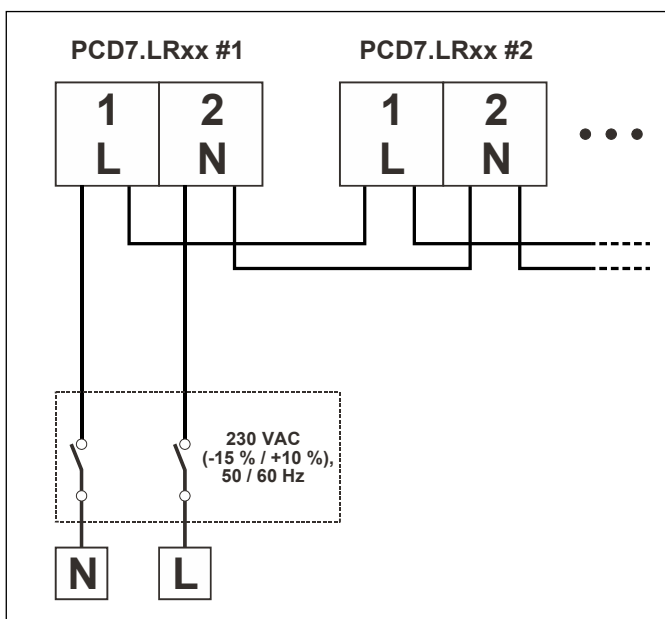 PCD7.LRxx #1
PCD7.LRxx #2
1
2
1
2
L
N
L
N
230 VAC
(-15 % / +10 %),
50 / 60 Hz
N
L